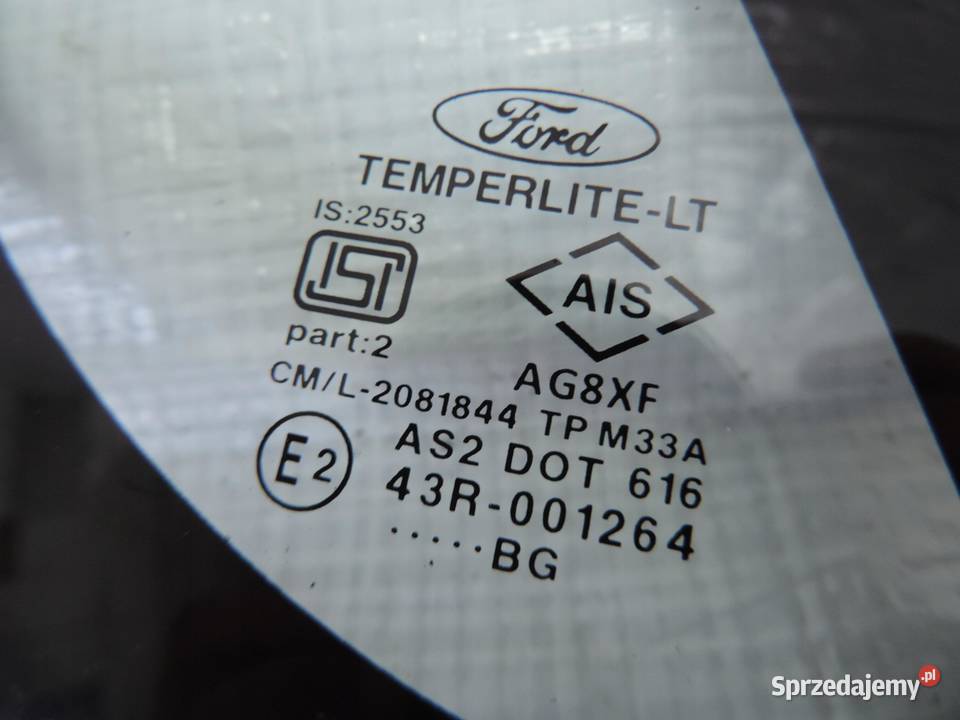 Ford
TEMPERLITE-LT
IS:2553
ISI
AIS
part:2
AG8XF
CM/L-2081844 TP M33A
E2
AS2 DOT 616
43R-001264
.....BG
Sprzedajemy.pl